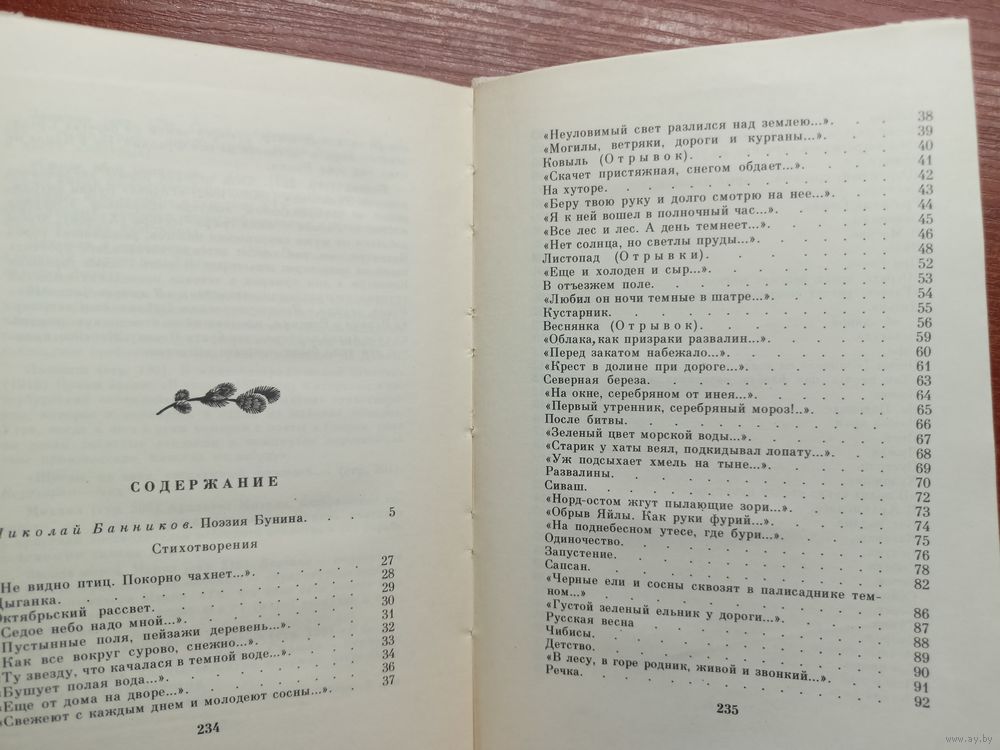 СОДЕРЖАНИЕ
Николай Банников. Поэзия Бунина. 5
Стихотворения
«Не видно птиц. Покорно чахнет...». 27
Цыганка. 28
Октябрьский рассвет. 29
«Седое небо надо мной...». 30
«Пустынные поля, пейзажи деревень...». 31
«Как все вокруг сурово, снежно...». 32
«Ту звезду, что качалася в темной воде...». 33
«Бушует полая вода...». 34
«Еще от дома на дворе...». 36
«Свежеют с каждым днем и молодеют сосны...». 37
234
«Неуловимый свет разлился над землею...». 38
«Могилы, ветряки, дороги и курганы...». 39
Ковыль (Отрывок). 40
«Скачет пристяжная, снегом обдает...». 41
На хуторе. 42
«Беру твою руку и долго смотрю на нее...». 43
«Я к ней вошел в полночный час...». 44
«Все лес и лес. А день темнеет...». 45
«Нет солнца, но светлы пруды...». 46
Листопад (Отрывки). 48
«Еще и холоден и сыр...». 52
В отъезжем поле. 53
«Любил он ночи темные в шатре...». 54
Кустарник. 55
Веснянка (Отрывок). 56
«Облака, как призраки развалин...». 59
«Перед закатом набежало...». 60
«Крест в долине при дороге...». 61
Северная береза. 63
«На окне, серебряном от инея...». 64
«Первый утренник, серебряный мороз!..». 65
После битвы. 66
«Зеленый цвет морской воды...». 67
«Старик у хаты веял, подкидывал лопату...». 68
«Уж подсыхает хмель на тыне...». 69
Развалины. 70
Сиваш. 72
«Норд-остом жгут пылающие зори...». 73
«Обрыв Яйлы. Как руки фурий...». 74
«На поднебесном утесе, где бури...». 75
Одиночество. 76
Запустение. 78
Сапсан. 82
«Черные ели и сосны сквозят в палисаднике тем-
ном...» 86
«Густой зеленый ельник у дороги...». 87
Русская весна 88
Чибисы. 89
Детство. 90
«В лесу, в горе родник, живой и звонкий...». 91
Речка. 92
235
www.ay.by